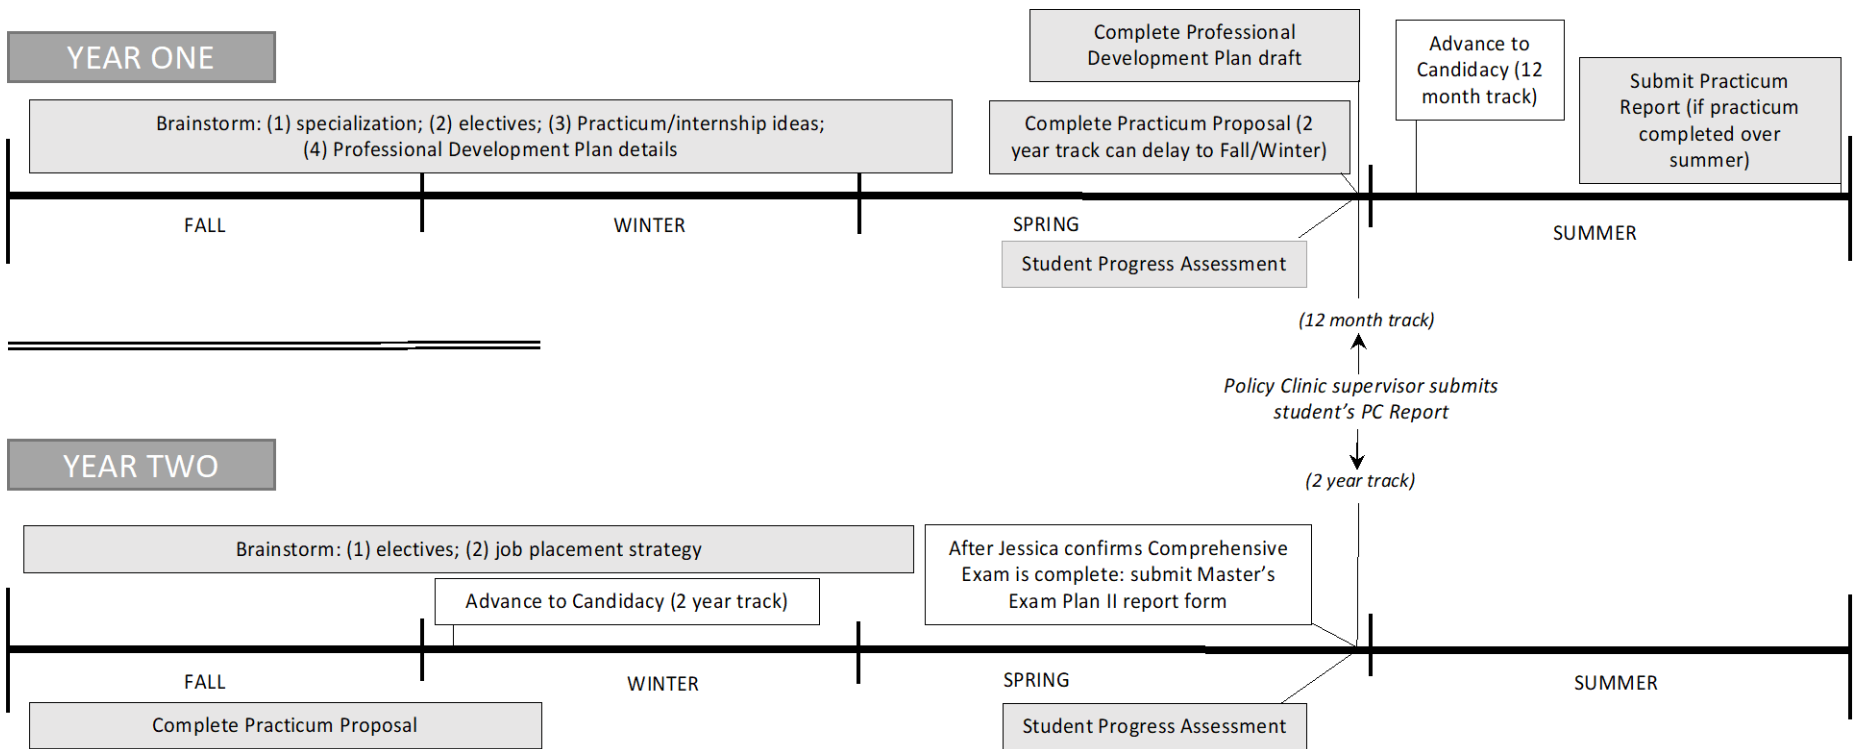 YEAR ONE
Complete Professional
Development Plan draft
Advance to
Candidacy (12
month track)
Submit Practicum
Report (if practicum
completed over
summer)
Brainstorm: (1) specialization; (2) electives; (3) Practicum/internship ideas;
(4) Professional Development Plan details
Complete Practicum Proposal (2
year track can delay to Fall/Winter)
FALL
WINTER
SPRING
SUMMER
Student Progress Assessment
(12 month track)
Policy Clinic supervisor submits
student’s PC Report
(2 year track)
YEAR TWO
Brainstorm: (1) electives; (2) job placement strategy
Advance to Candidacy (2 year track)
After Jessica confirms Comprehensive
Exam is complete: submit Master’s
Exam Plan II report form
FALL
WINTER
SPRING
SUMMER
Complete Practicum Proposal
Student Progress Assessment